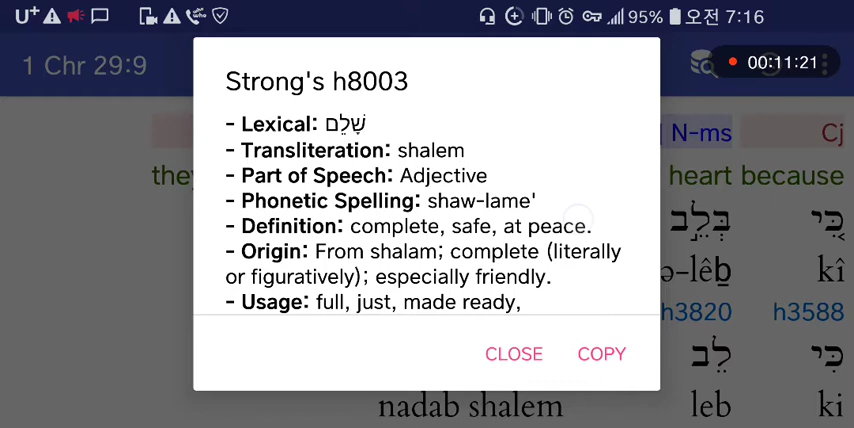 U+ who 95% 오전 7:16
1 Chr 29:9
00:11:21
Strong's h8003
- Lexical: שָׁלֵם
- Transliteration: shalem
- Part of Speech: Adjective
- Phonetic Spelling: shaw-lame'
- Definition: complete, safe, at peace.
- Origin: From shalam; complete (literally
or figuratively); especially friendly.
- Usage: full, just, made ready,
CLOSE COPY
N-ms Cj
heart because
בְּלֵ֣ב כִּ֚י
ə-lêḇ kî
h3820 h3588
לֵב כִּי
nadab shalem leb ki